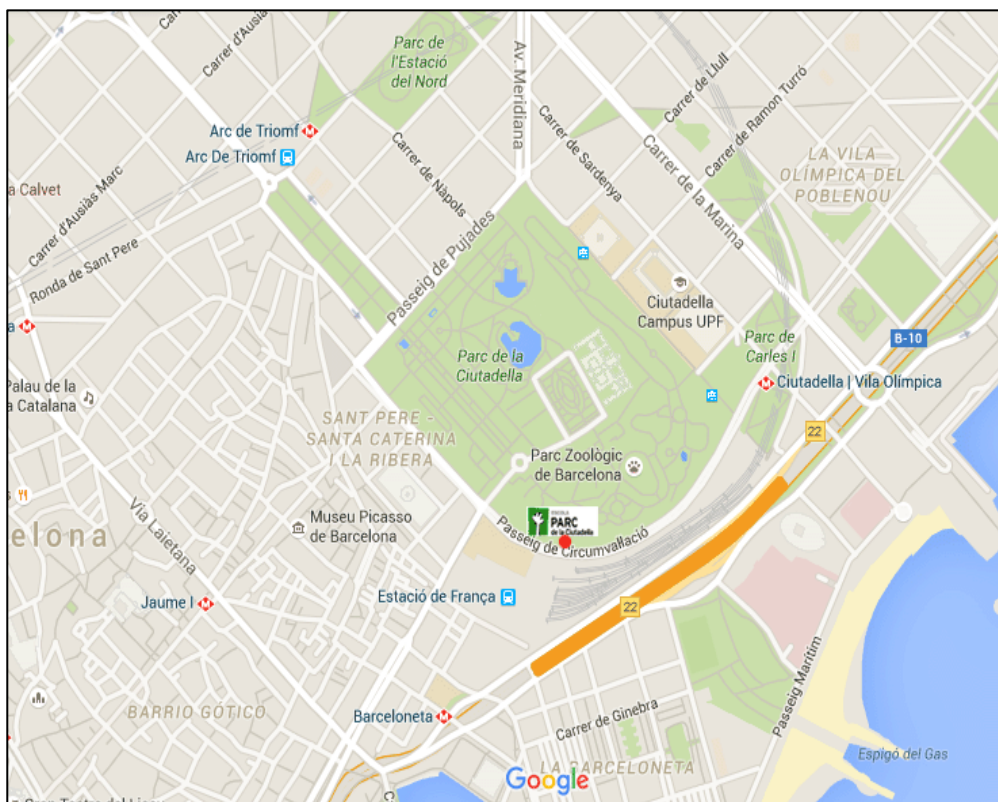 Carrer d'Ausiàs
Parc de
l'Estació
del Nord
Av. Meridiana
Carrer de Llull
Carrer de Ramon Turró
Arc de Triomf
Arc De Triomf
Carrer de Nàpols
Carrer de Sardenya
Carrer de la Marina
LA VILA
OLÍMPICA DEL
POBLENOU
a Calvet
Carrer d'Ausiàs Marc
Ronda de Sant Pere
Passeig de Pujades
Ciutadella
Campus UPF
Parc de
Carles I
B-10
Parc de la
Ciutadella
Ciutadella | Vila Olímpica
Palau de la
a Catalana
SANT PERE -
SANTA CATERINA
I LA RIBERA
22
Parc Zoològic
de Barcelona
Via Laietana
Museu Picasso
de Barcelona
ESCOLA
PARC
de la Ciutadella
Passeig de Circumval·lació
elona
Jaume I
Estació de França
22
Passeig Marítim
BARRIO GÓTICO
Barceloneta
Carrer de Ginebra
Espigó del Gas
LA BARCELONETA
Google